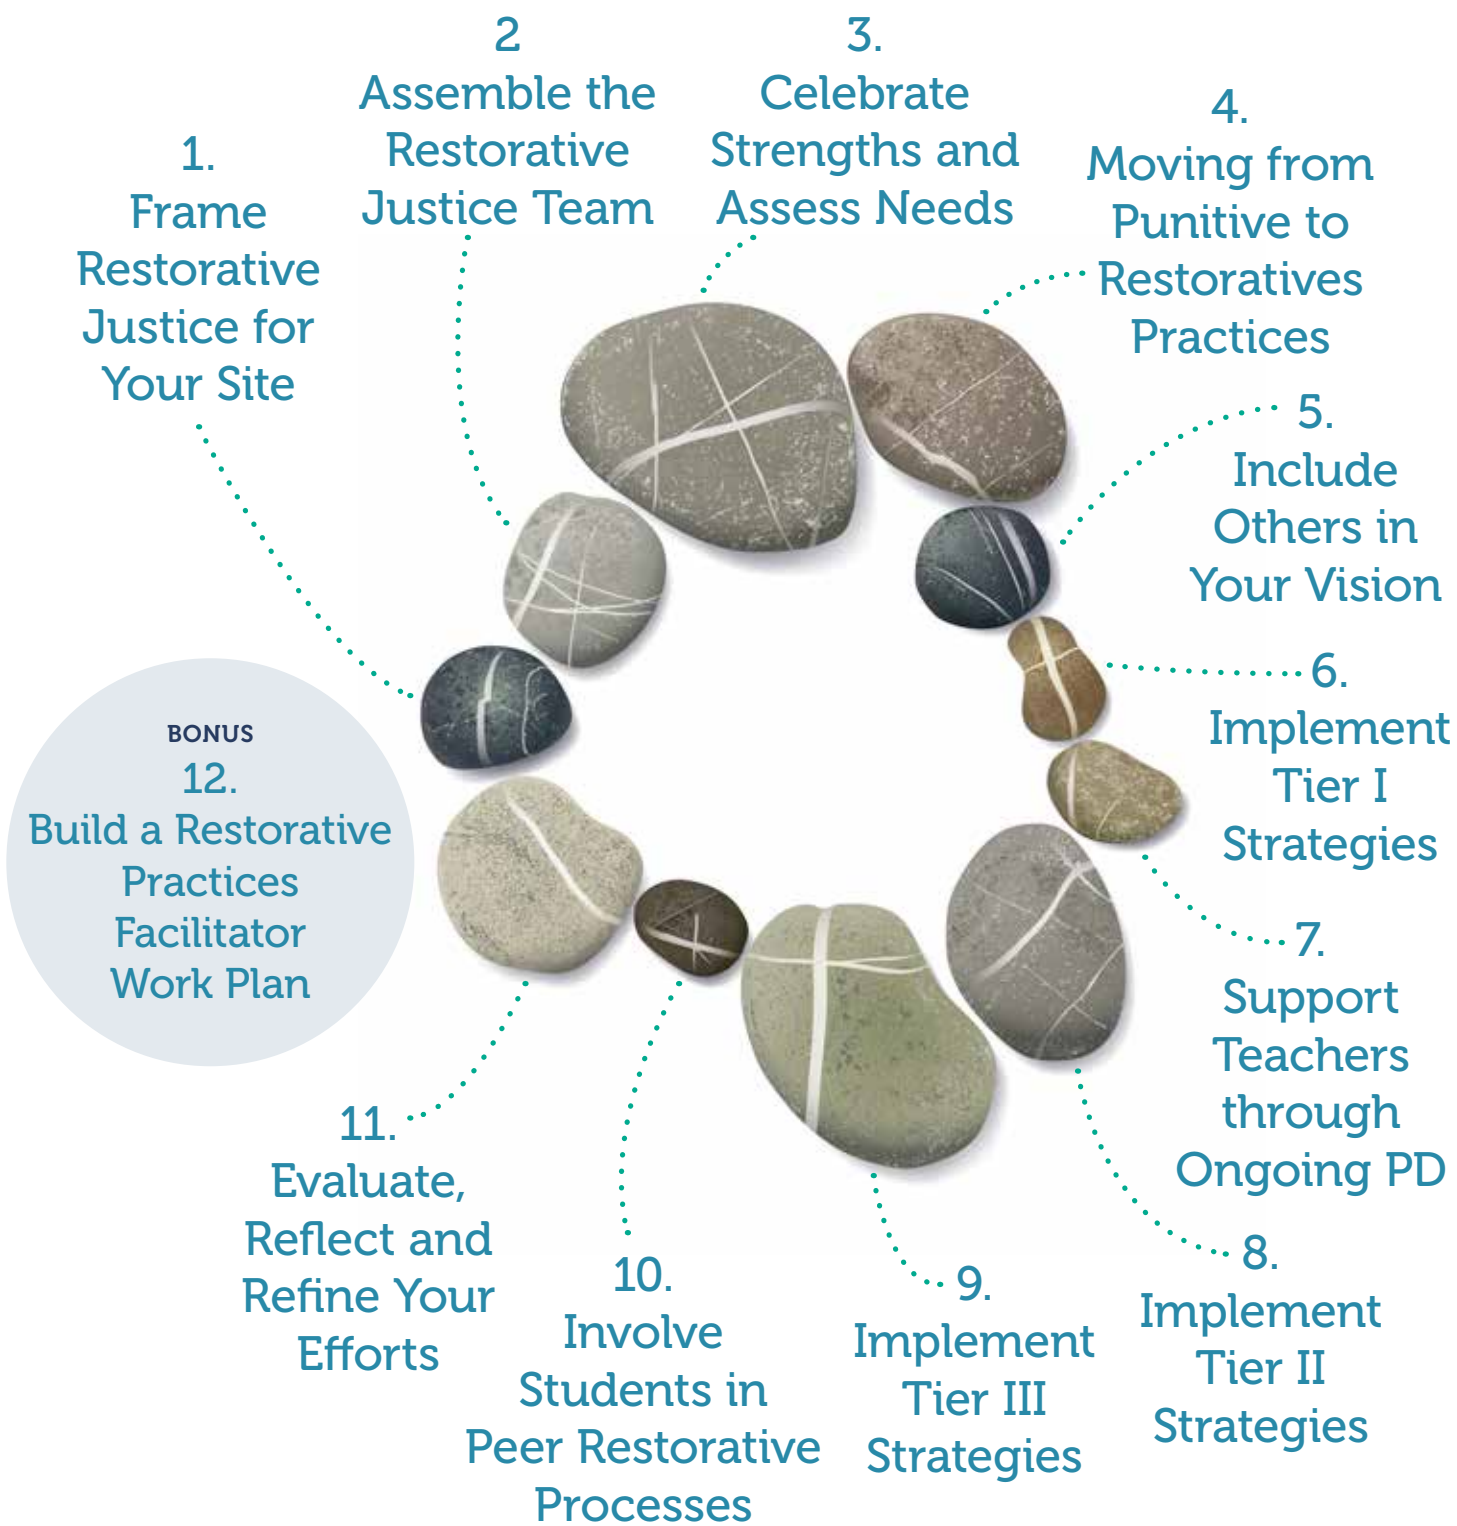 1.
Frame
Restorative
Justice for
Your Site
2
Assemble the
Restorative
Justice Team
3.
Celebrate
Strengths and
Assess Needs
4.
Moving from
Punitive to
Restoratives
Practices
5.
Include
Others in
Your Vision
6.
Implement
Tier I
Strategies
7.
Support
Teachers
through
Ongoing PD
8.
Implement
Tier II
Strategies
9.
Implement
Tier III
Strategies
10.
Involve
Students in
Peer Restorative
Processes
11.
Evaluate,
Reflect and
Refine Your
Efforts
BONUS
12.
Build a Restorative
Practices
Facilitator
Work Plan